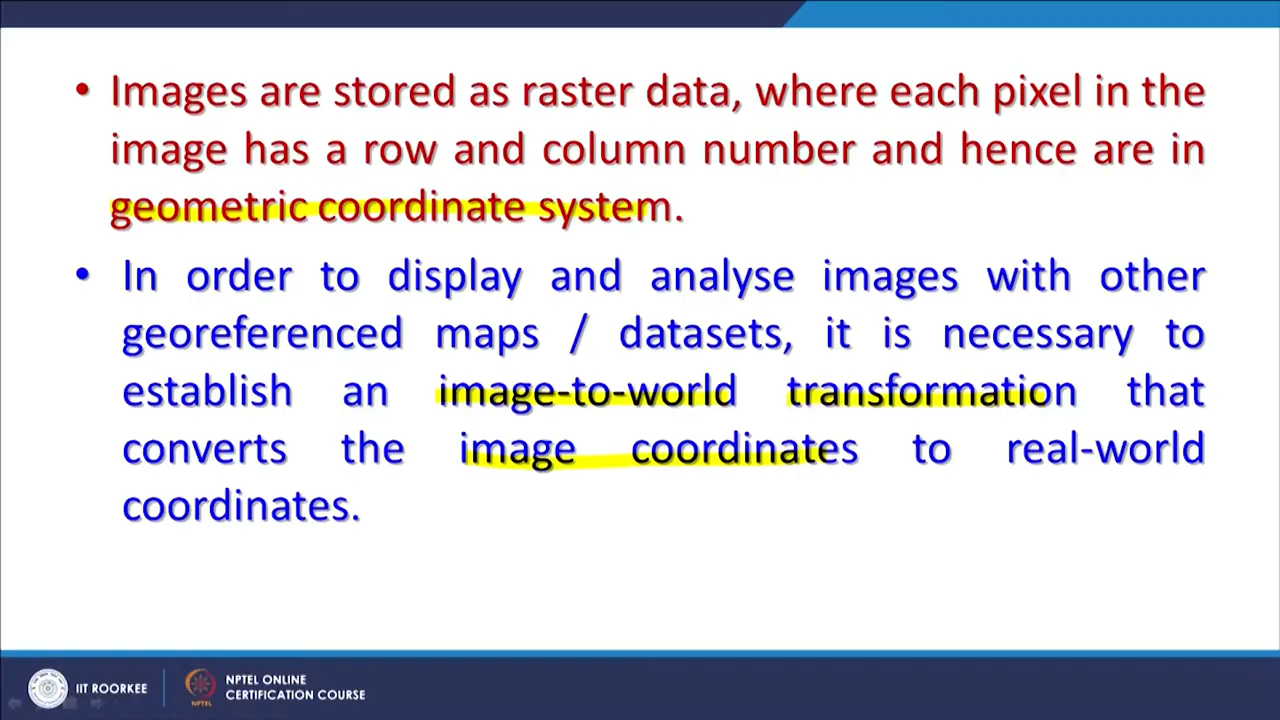 • Images are stored as raster data, where each pixel in the
image has a row and column number and hence are in
geometric coordinate system.
• In order to display and analyse images with other
georeferenced maps / datasets, it is necessary to
establish an image-to-world transformation that
converts the image coordinates to real-world
coordinates.
IIT ROORKEE
NPTEL
NPTEL ONLINE
CERTIFICATION COURSE